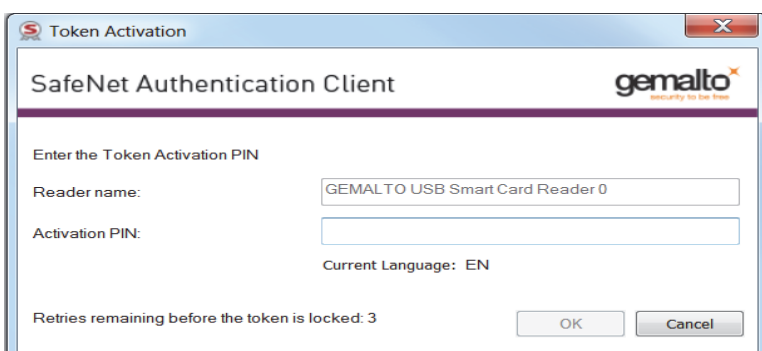 Token Activation
SafeNet Authentication Client
gemalto
security to be free
Enter the Token Activation PIN
Reader name: GEMALTO USB Smart Card Reader 0
Activation PIN:
Current Language: EN
Retries remaining before the token is locked: 3
OK Cancel